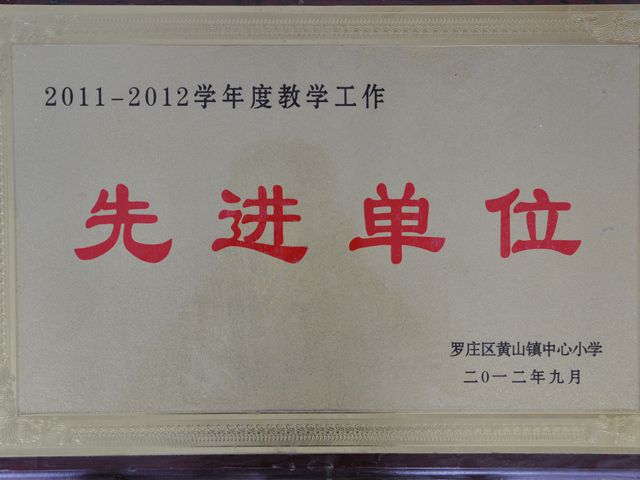 2011-2012学年度教学工作
先进单位
罗庄区黄山镇中心小学
二0一二年九月